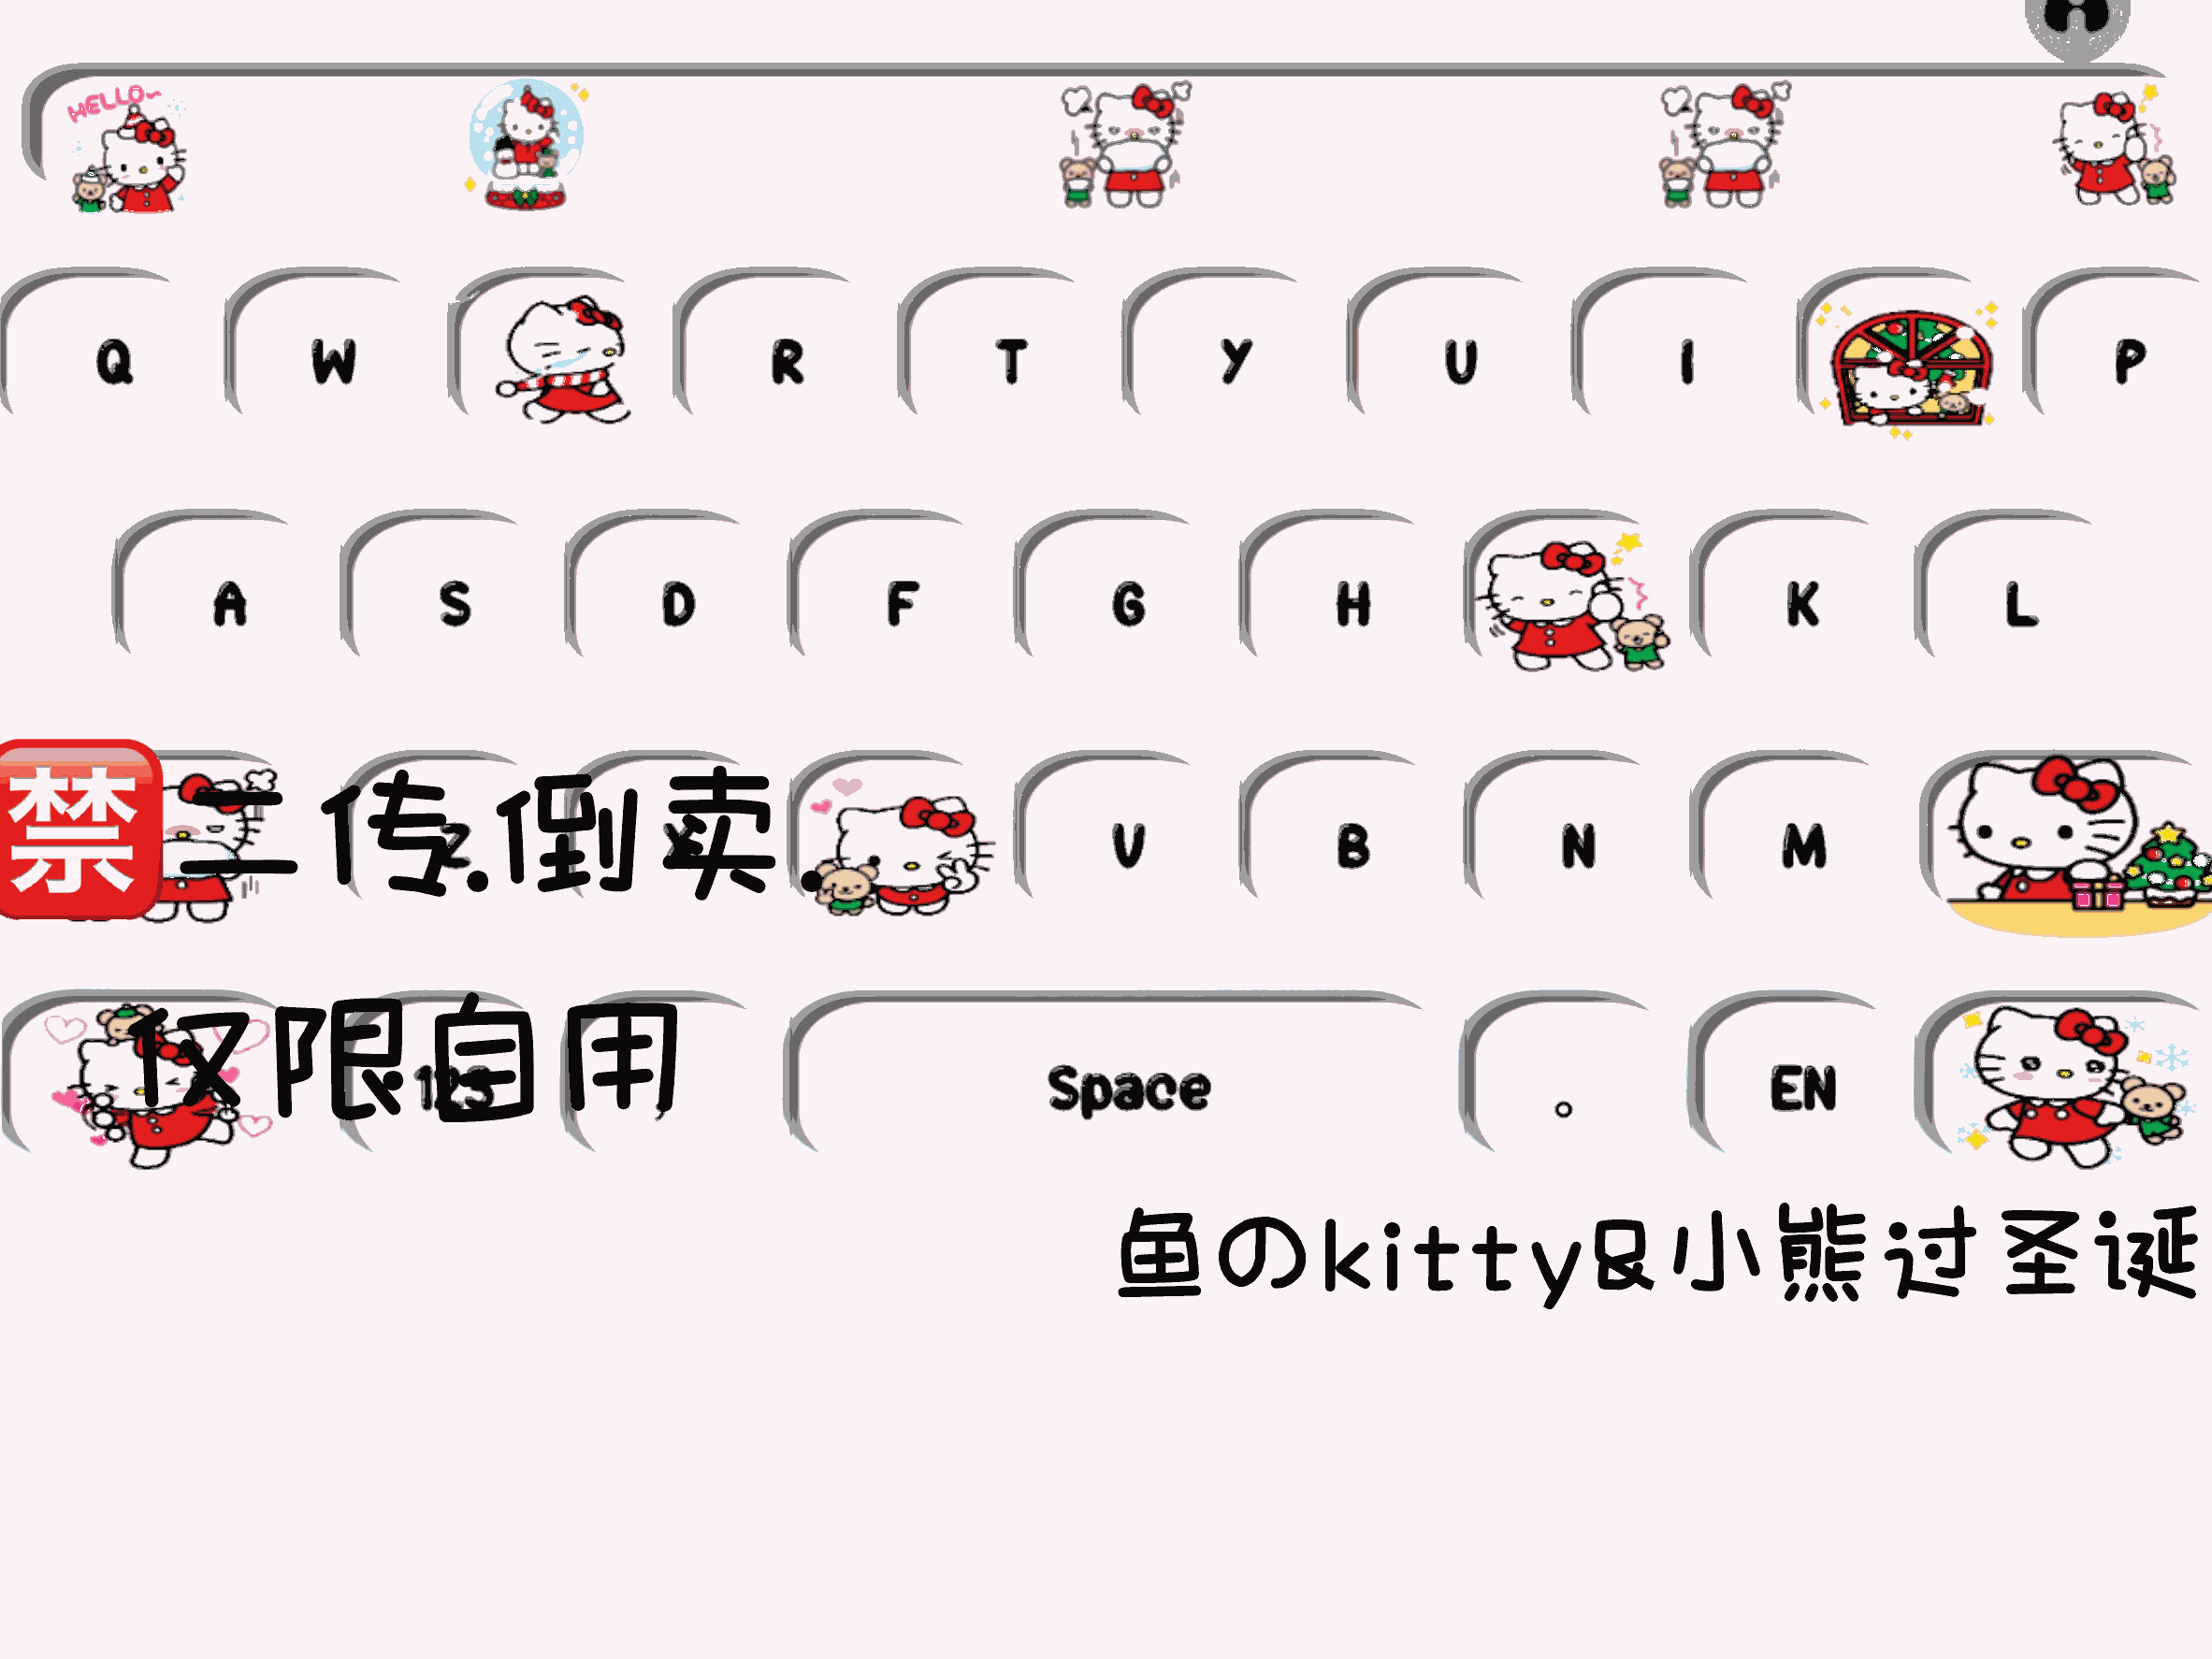 HELLO~
Q W R T Y U I P
A S D F G H K L
禁二传.倒卖.
Z X V B N M
仅限自用
123 , Space 。 EN
鱼のkitty&小熊过圣诞